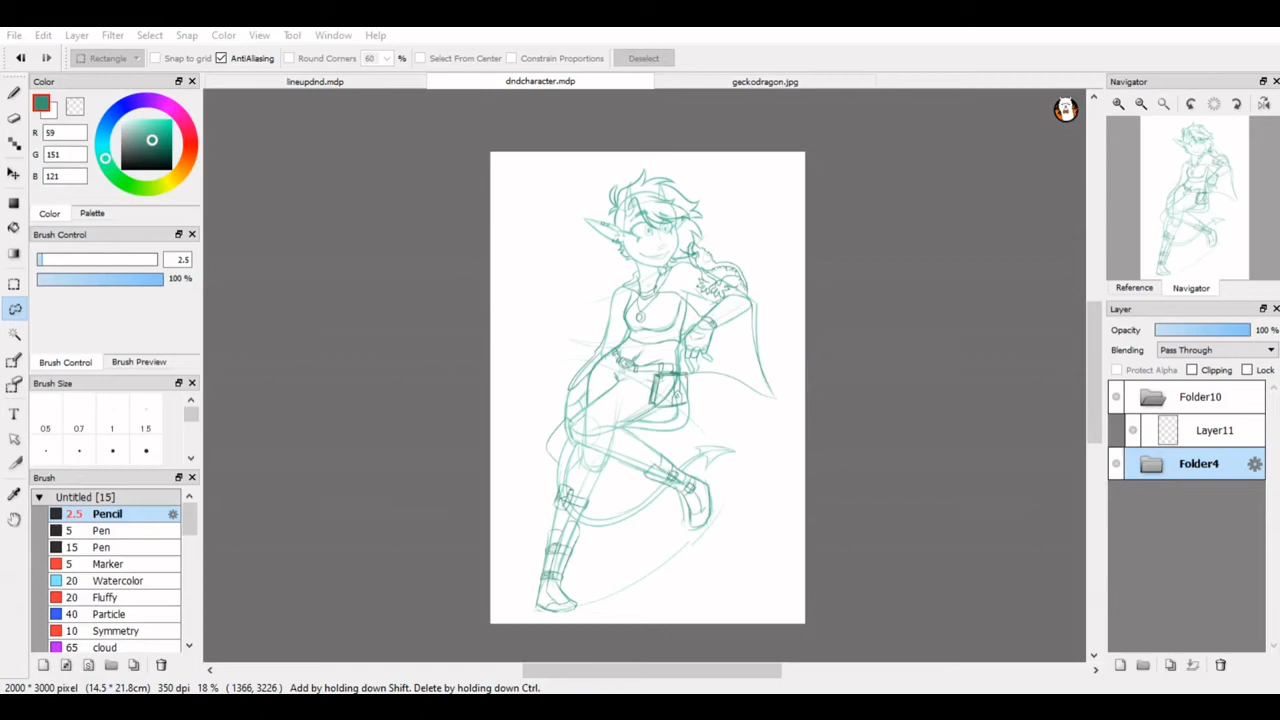 File Edit Layer Filter Select Snap Color View Tool Window Help
Rectangle Snap to grid AntiAliasing Round Corners 60 % Select From Center Constrain Proportions Deselect
Color lineupdnd.mdp dndcharacter.mdp geckodragon.jpg Navigator
R 59
G 151
B 121
Color Palette
Brush Control
2.5
100 %
Reference Navigator
Layer
Opacity 100 %
Blending Pass Through
Protect Alpha Clipping Lock
Brush Control Brush Preview
Brush Size
Folder10
0.5 0.7 1 1.5
Layer11
Folder4
Brush
Untitled [15]
2.5 Pencil
5 Pen
15 Pen
5 Marker
20 Watercolor
20 Fluffy
40 Particle
10 Symmetry
65 cloud
2000 * 3000 pixel (14.5 * 21.8cm) 350 dpi 18 % ( 1366, 3226 ) Add by holding down Shift. Delete by holding down Ctrl.